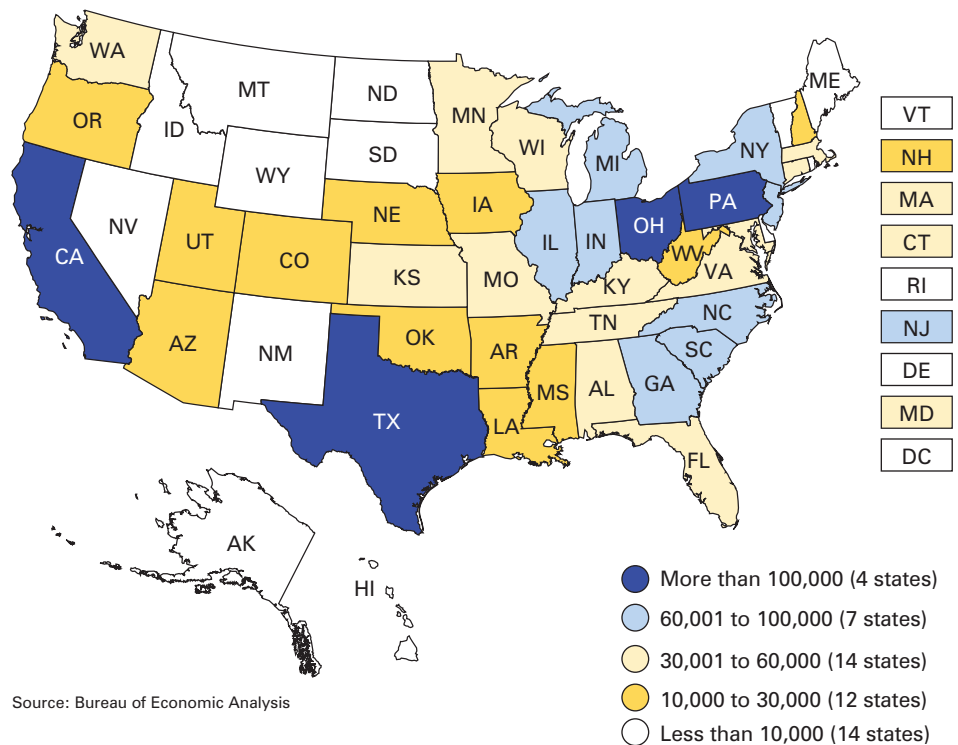 WA
MT
ND
MN
ME
OR
ID
SD
WI
MI
NY
WY
NE
IA
PA
NV
UT
CO
IL
IN
OH
WV
CA
KS
MO
KY
VA
AZ
NM
OK
AR
TN
NC
SC
MS
AL
GA
TX
LA
FL
AK
HI
VT
NH
MA
CT
RI
NJ
DE
MD
DC
More than 100,000 (4 states)
60,001 to 100,000 (7 states)
30,001 to 60,000 (14 states)
10,000 to 30,000 (12 states)
Less than 10,000 (14 states)
Source: Bureau of Economic Analysis